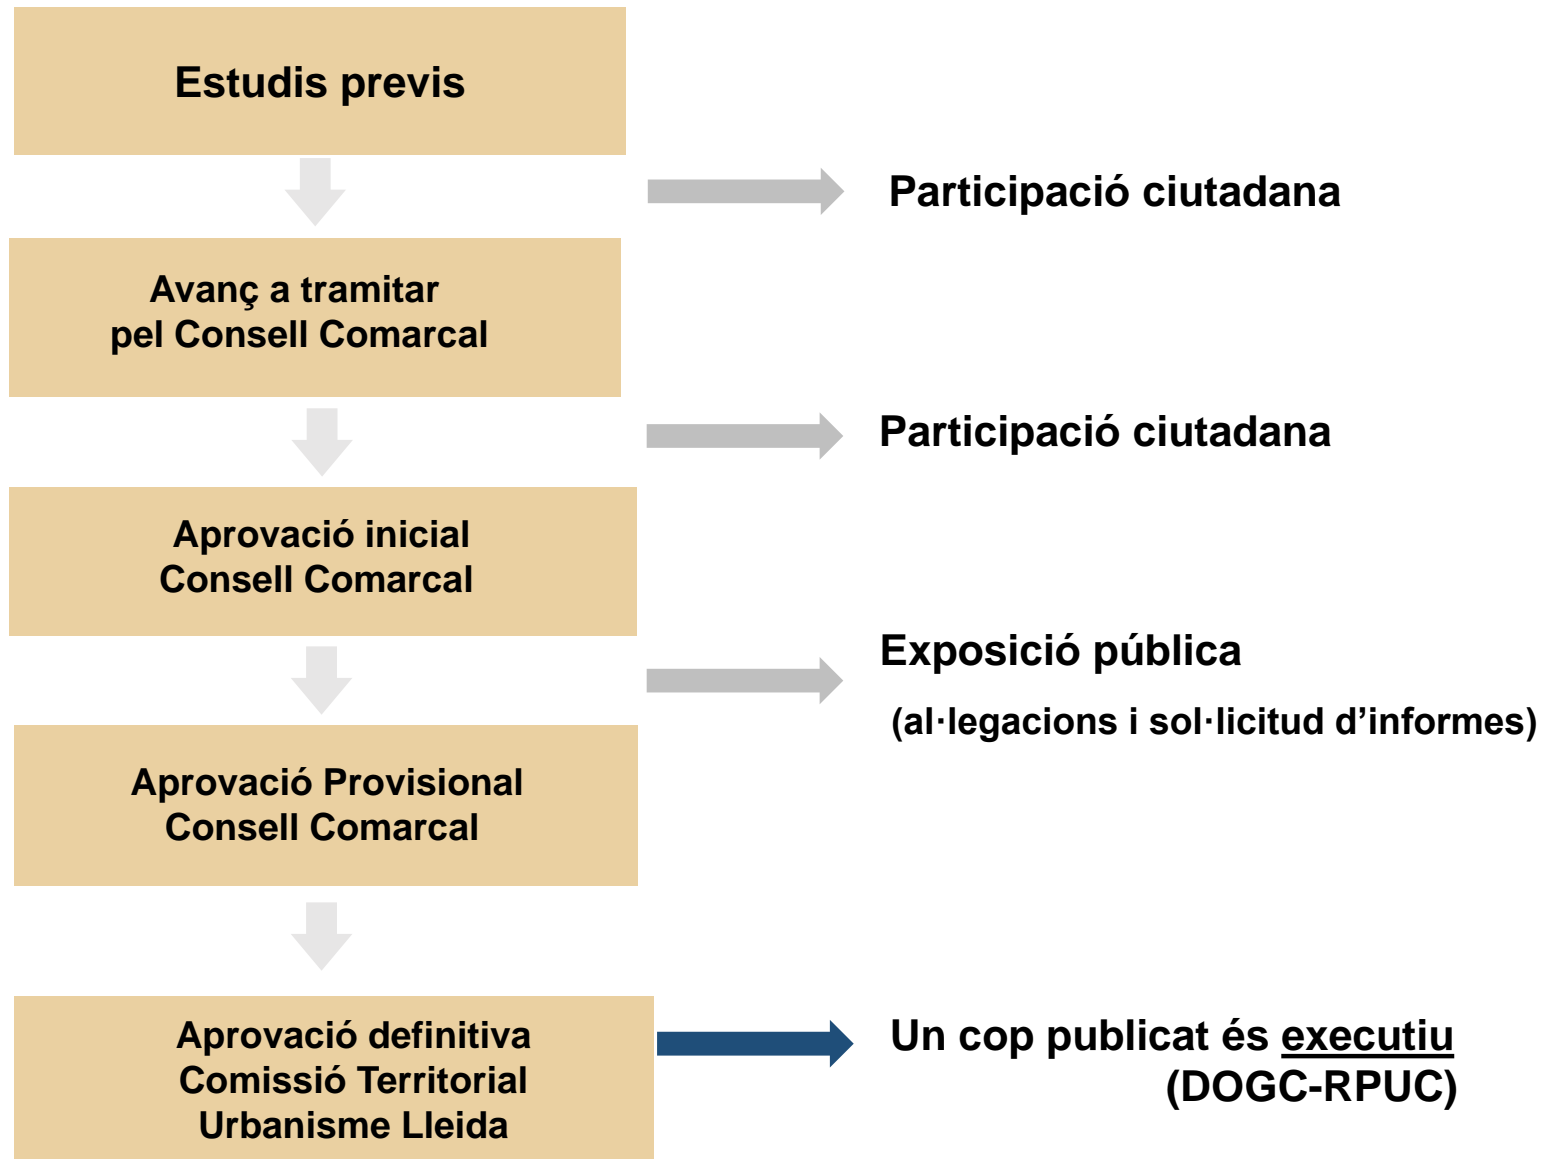 Estudis previs
Participació ciutadana
Avanç a tramitar
pel Consell Comarcal
Participació ciutadana
Aprovació inicial
Consell Comarcal
Exposició pública
(al·legacions i sol·licitud d’informes)
Aprovació Provisional
Consell Comarcal
Aprovació definitiva
Comissió Territorial
Urbanisme Lleida
Un cop publicat és executiu
(DOGC-RPUC)